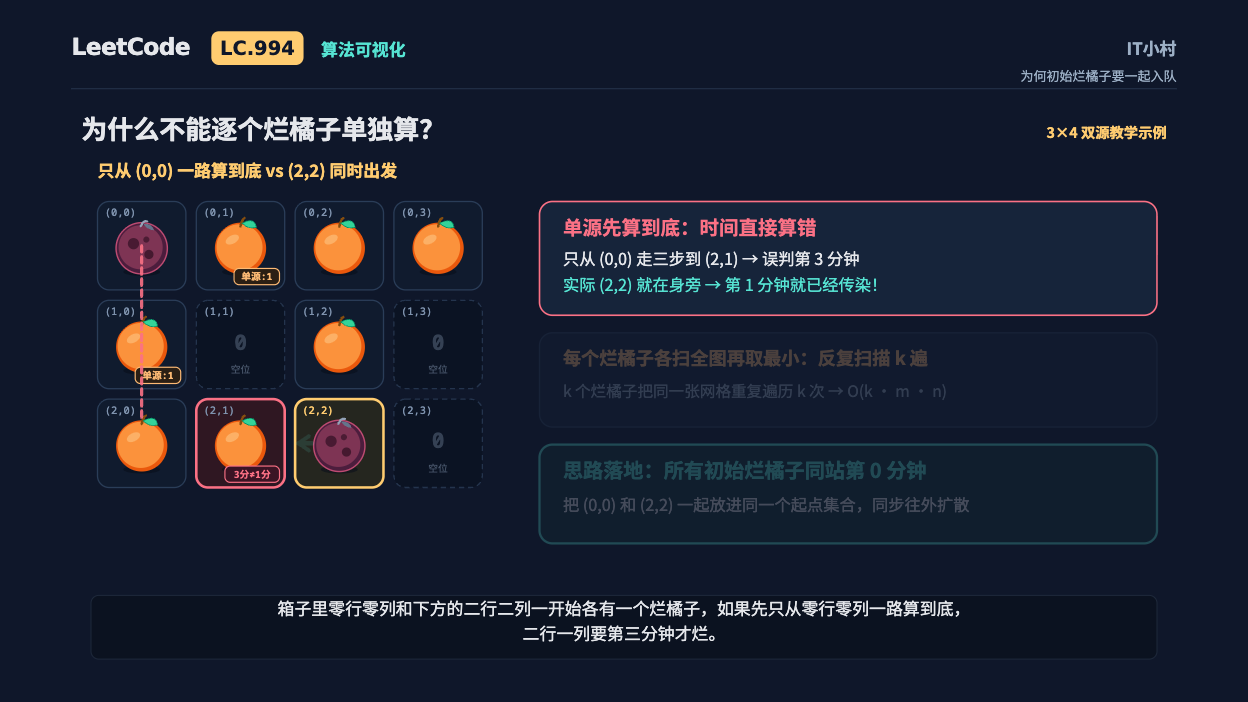 LeetCode LC.994 算法可视化
IT小村
为何初始烂橘子要一起入队
为什么不能逐个烂橘子单独算?
3×4 双源教学示例
只从 (0,0) 一路算到底 vs (2,2) 同时出发
(0,0) (0,1) (0,2) (0,3)
单源:1
(1,0) (1,1) (1,2) (1,3)
0 0
空位 空位
单源:1
(2,0) (2,1) (2,2) (2,3)
0
空位
3分≠1分
单源先算到底：时间直接算错
只从 (0,0) 走三步到 (2,1) → 误判第 3 分钟
实际 (2,2) 就在身旁 → 第 1 分钟就已经传染！
每个烂橘子各扫全图再取最小：反复扫描 k 遍
k 个烂橘子把同一张网格重复遍历 k 次 → O(k · m · n)
思路落地：所有初始烂橘子同站第 0 分钟
把 (0,0) 和 (2,2) 一起放进同一个起点集合，同步往外扩散
箱子里零行零列和下方的二行二列一开始各有一个烂橘子，如果先只从零行零列一路算到底，
二行一列要第三分钟才烂。